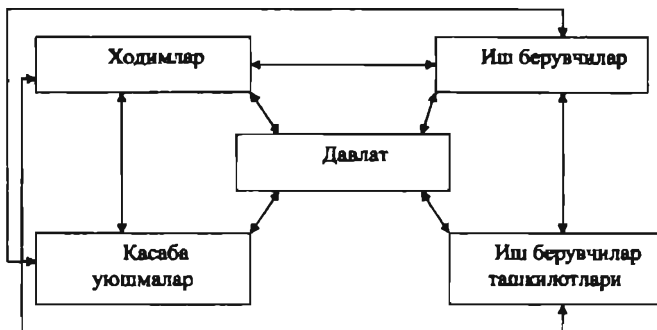 Ходимлар
Иш берувчилар
Давлат
Касаба
уюшмалар
Иш берувчилар
ташкилотлари